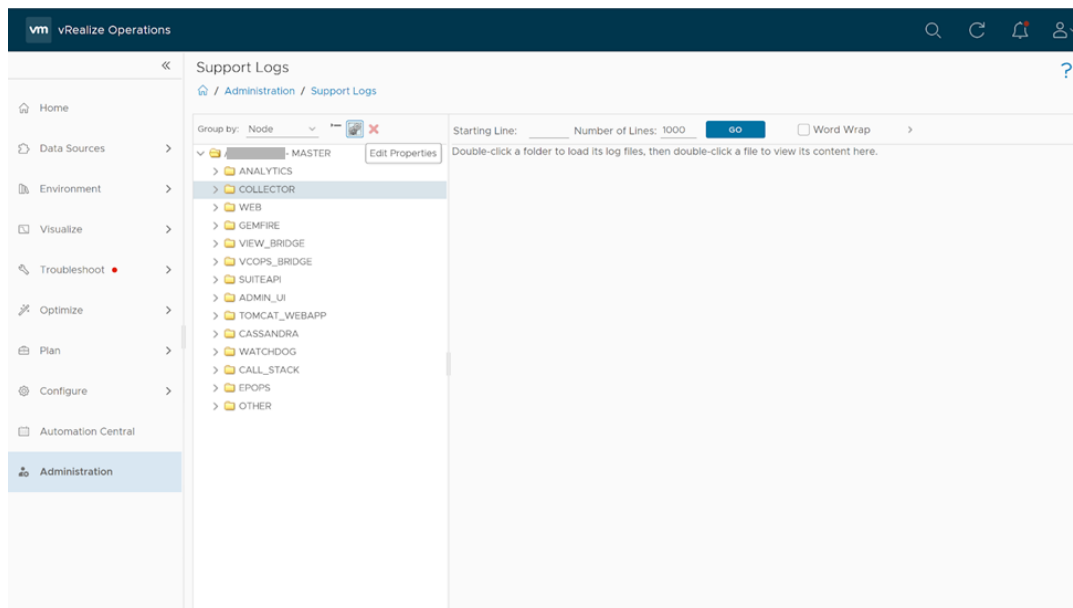 vm vRealize Operations
Support Logs
?
/ Administration / Support Logs
Home
Data Sources
Environment
Visualize
Troubleshoot
Optimize
Plan
Configure
Automation Central
Administration
Group by: Node
Edit Properties
- MASTER
ANALYTICS
COLLECTOR
WEB
GEMFIRE
VIEW_BRIDGE
VCOPS_BRIDGE
SUITEAPI
ADMIN_UI
TOMCAT_WEBAPP
CASSANDRA
WATCHDOG
CALL_STACK
EPOPS
OTHER
Starting Line: Number of Lines: 1000 GO Word Wrap
Double-click a folder to load its log files, then double-click a file to view its content here.